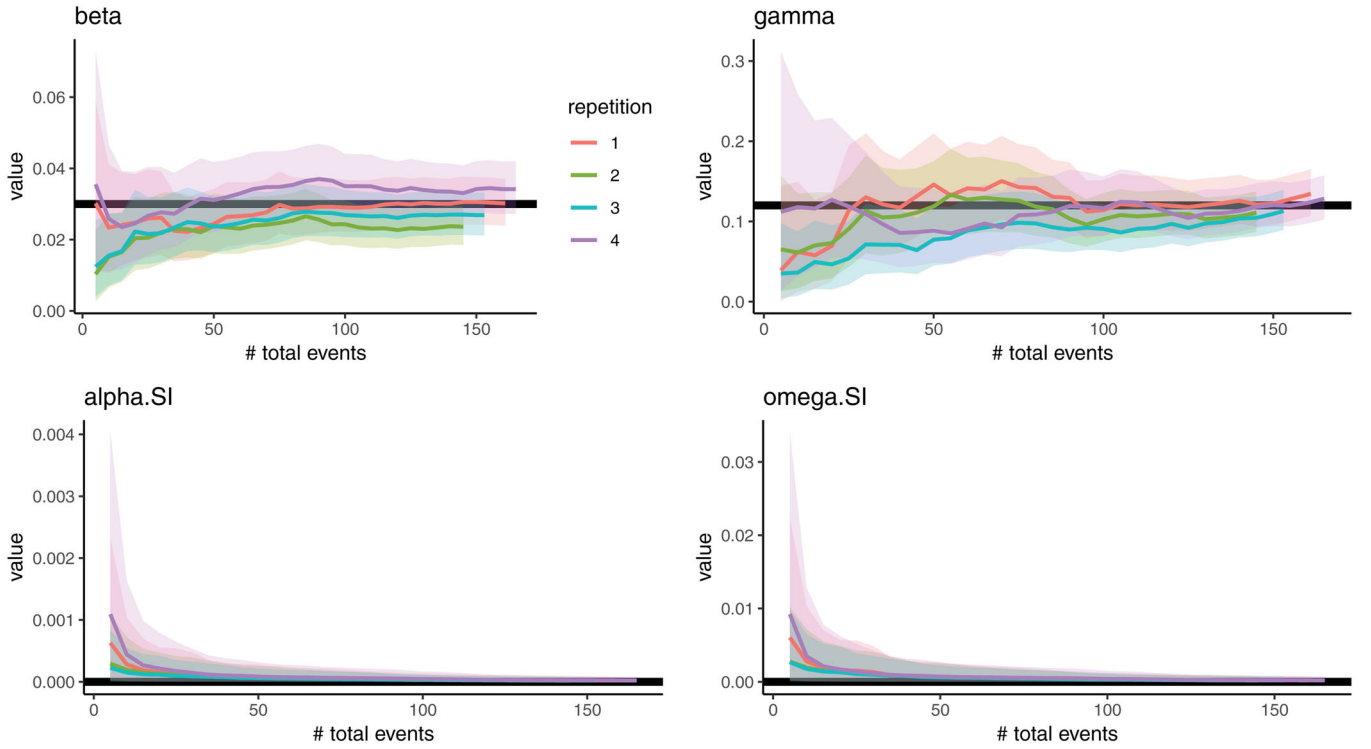 beta
value
0.06
0.04
0.02
0.00
0
50
100
150
# total events
repetition
1
2
3
4
gamma
value
0.3
0.2
0.1
0.0
0
50
100
150
# total events
alpha.SI
value
0.004
0.003
0.002
0.001
0.000
0
50
100
150
# total events
omega.SI
value
0.03
0.02
0.01
0.00
0
50
100
150
# total events